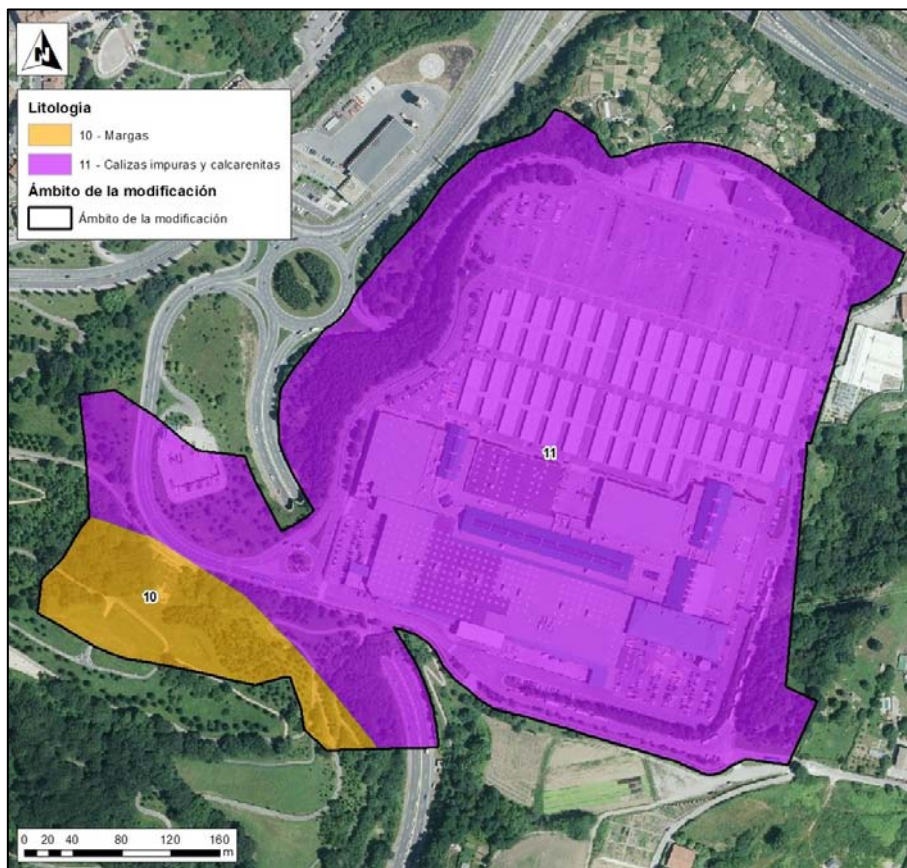 N
Litología
10 - Margas
11 - Calizas impuras y calcarenitas
Ámbito de la modificación
Ámbito de la modificación
11
10
0 20 40 80 120 160
m